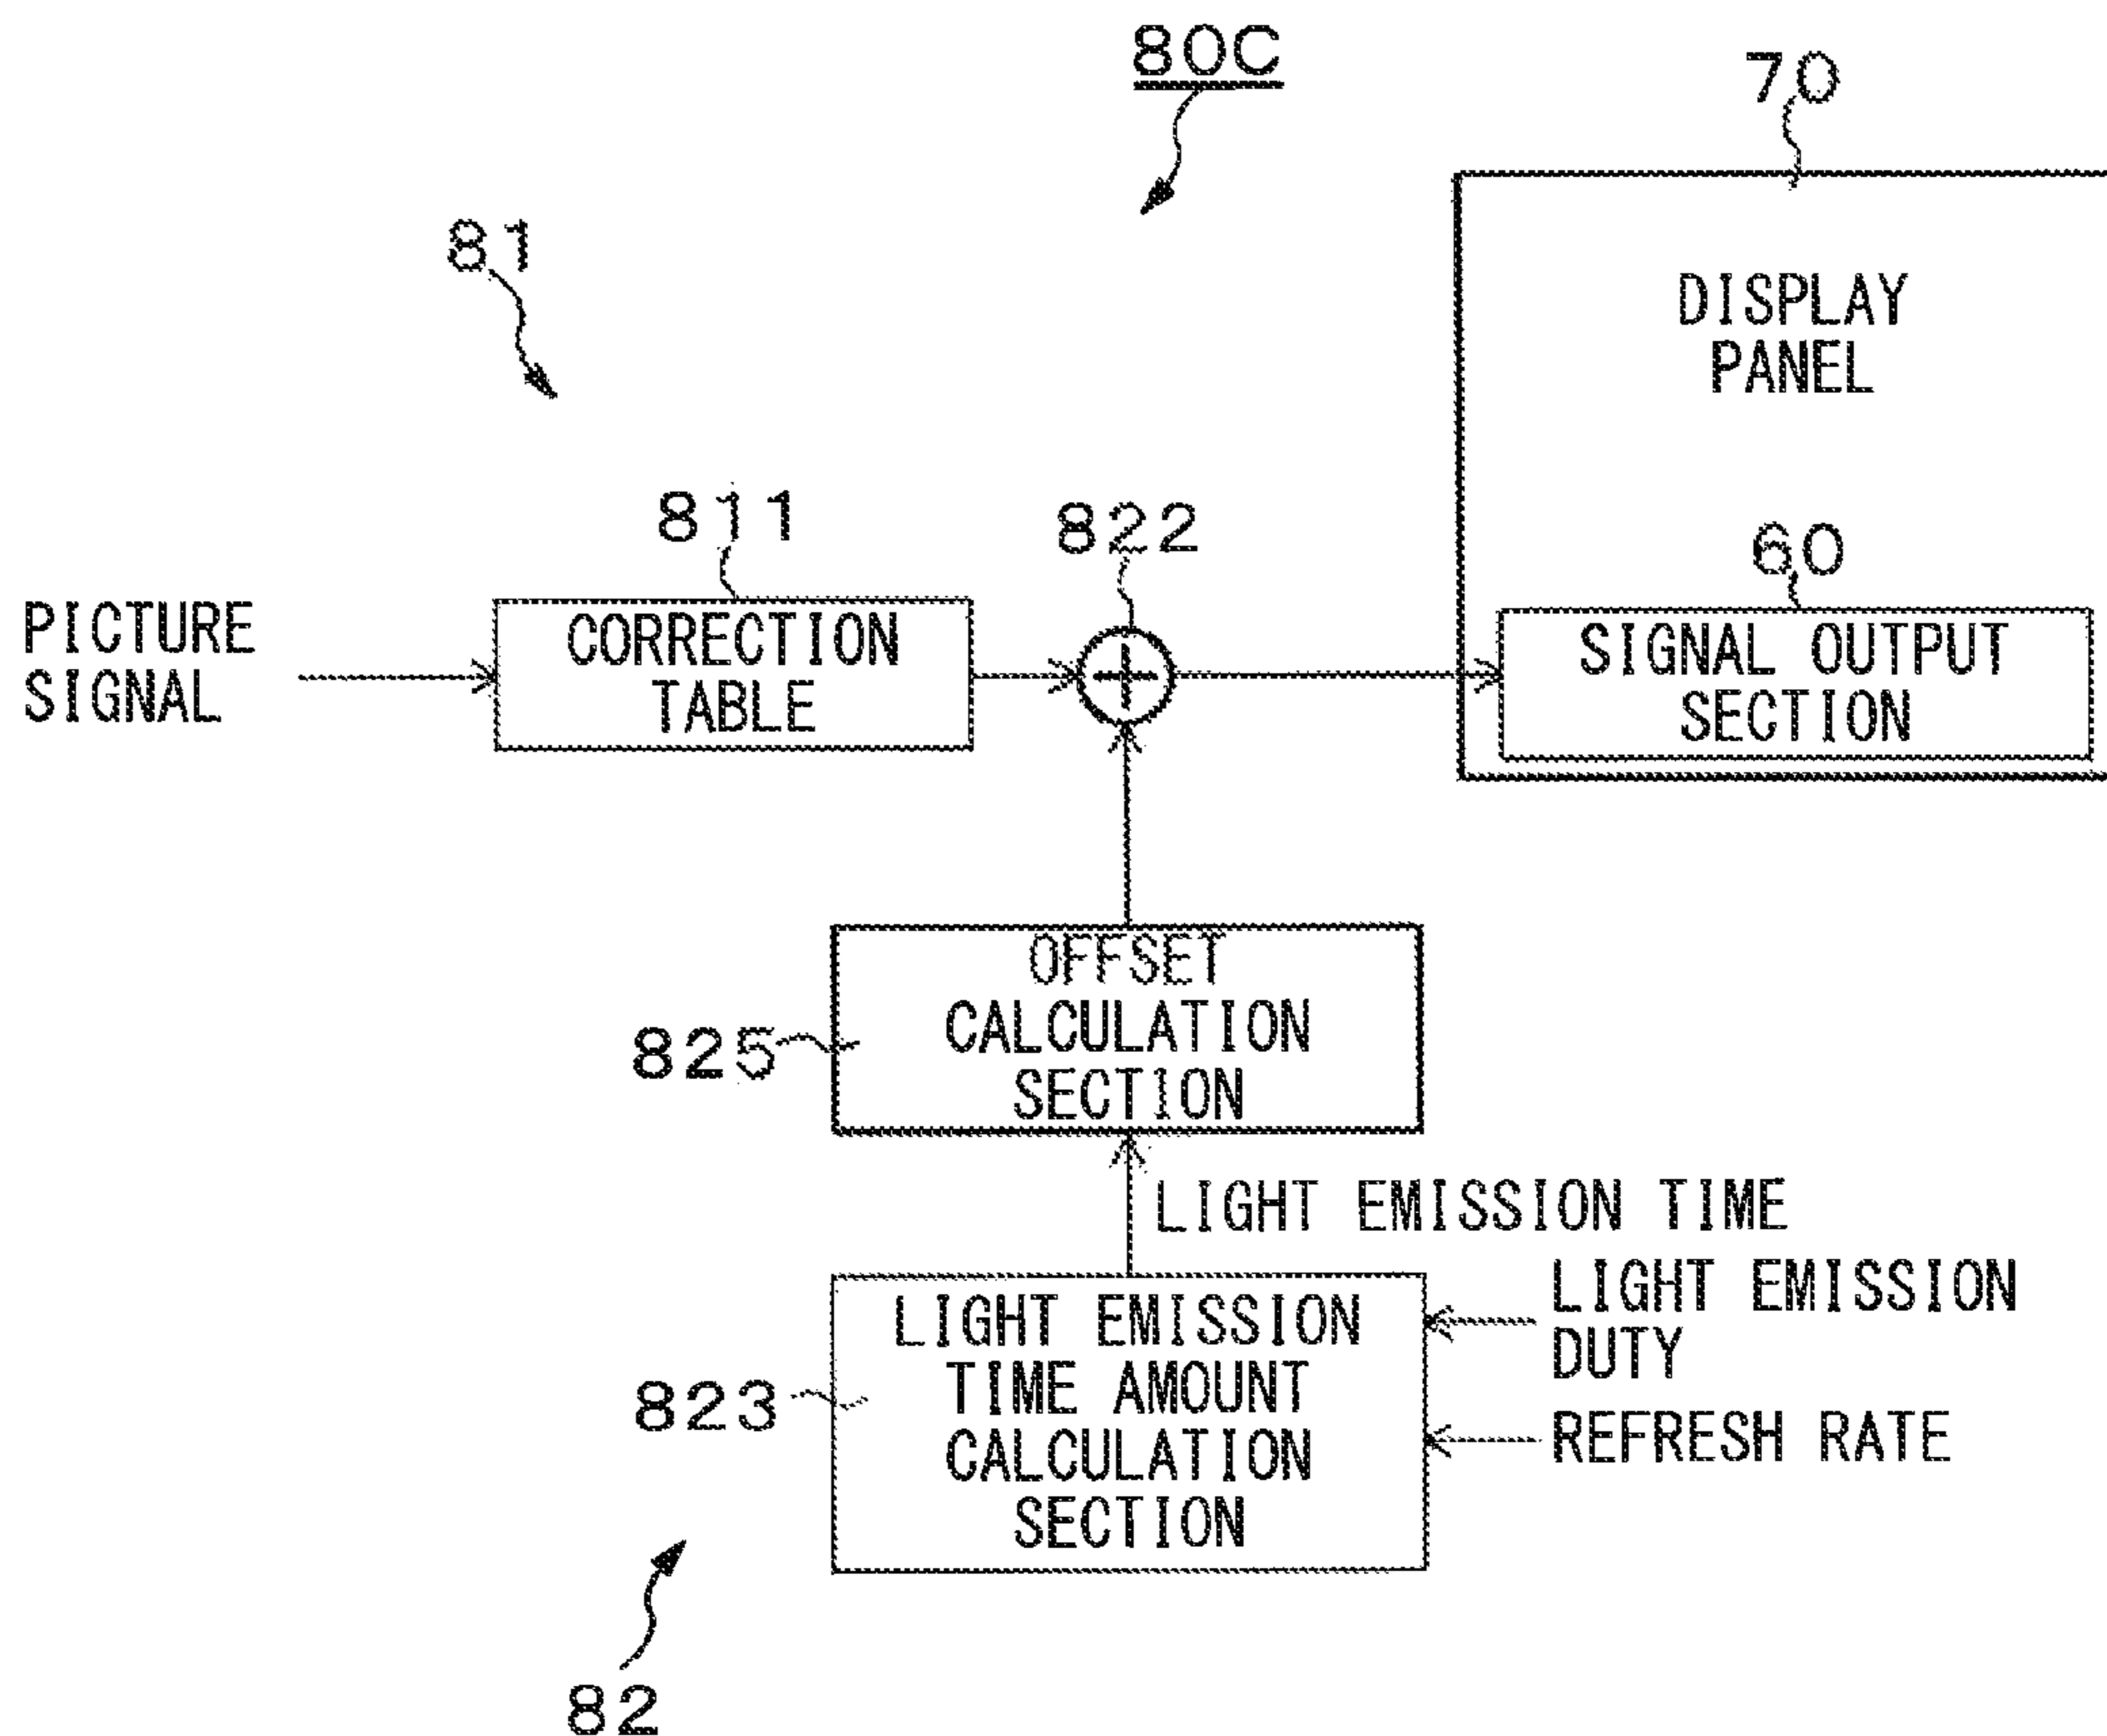 80C
70
81
DISPLAY
PANEL
811
822
60
PICTURE
SIGNAL
CORRECTION
TABLE
SIGNAL OUTPUT
SECTION
OFFSET
CALCULATION
SECTION
825
LIGHT EMISSION TIME
LIGHT EMISSION
TIME AMOUNT
CALCULATION
SECTION
823
LIGHT EMISSION
DUTY
REFRESH RATE
82